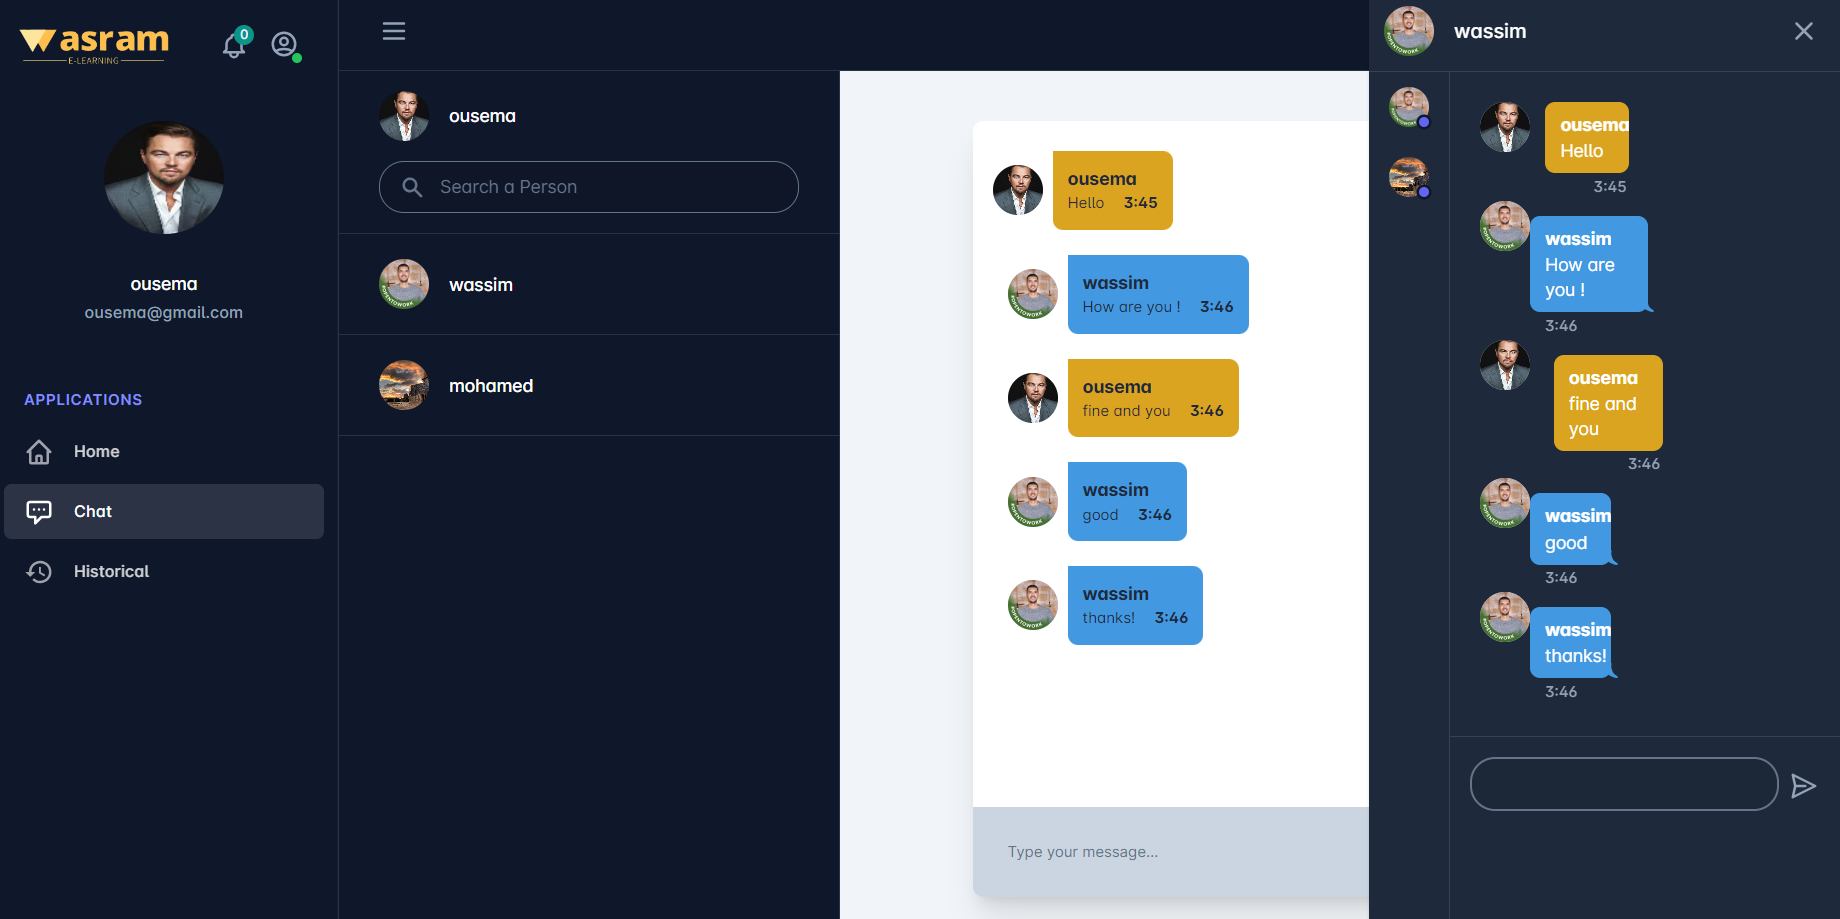 asram
E-LEARNING
0
ousema
ousema@gmail.com
APPLICATIONS
Home
Chat
Historical
ousema
Search a Person
wassim
mohamed
ousema
Hello 3:45
wassim
How are you ! 3:46
ousema
fine and you 3:46
wassim
good 3:46
wassim
thanks! 3:46
Type your message...
wassim
ousema
Hello
3:45
wassim
How are
you !
3:46
ousema
fine and
you
3:46
wassim
good
3:46
wassim
thanks!
3:46